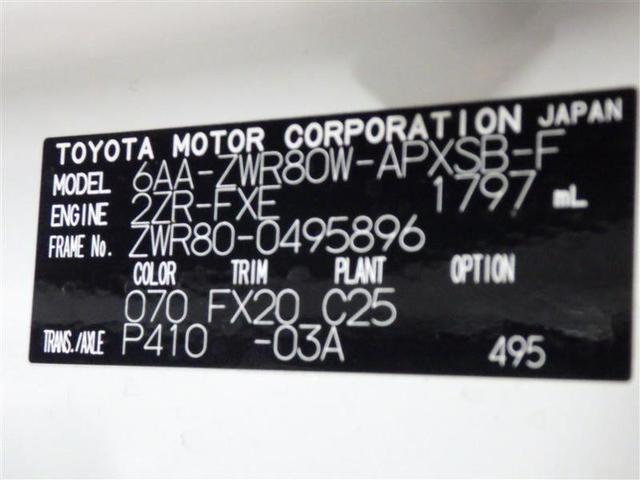 TOYOTA MOTOR CORPORATION JAPAN
MODEL 6AA-ZWR80W-APXSB-F
ENGINE 2ZR-FXE 1797 mL
FRAME No. ZWR80-0495896
COLOR TRIM PLANT OPTION
070 FX20 C25
TRANS./AXLE P410 -03A 495